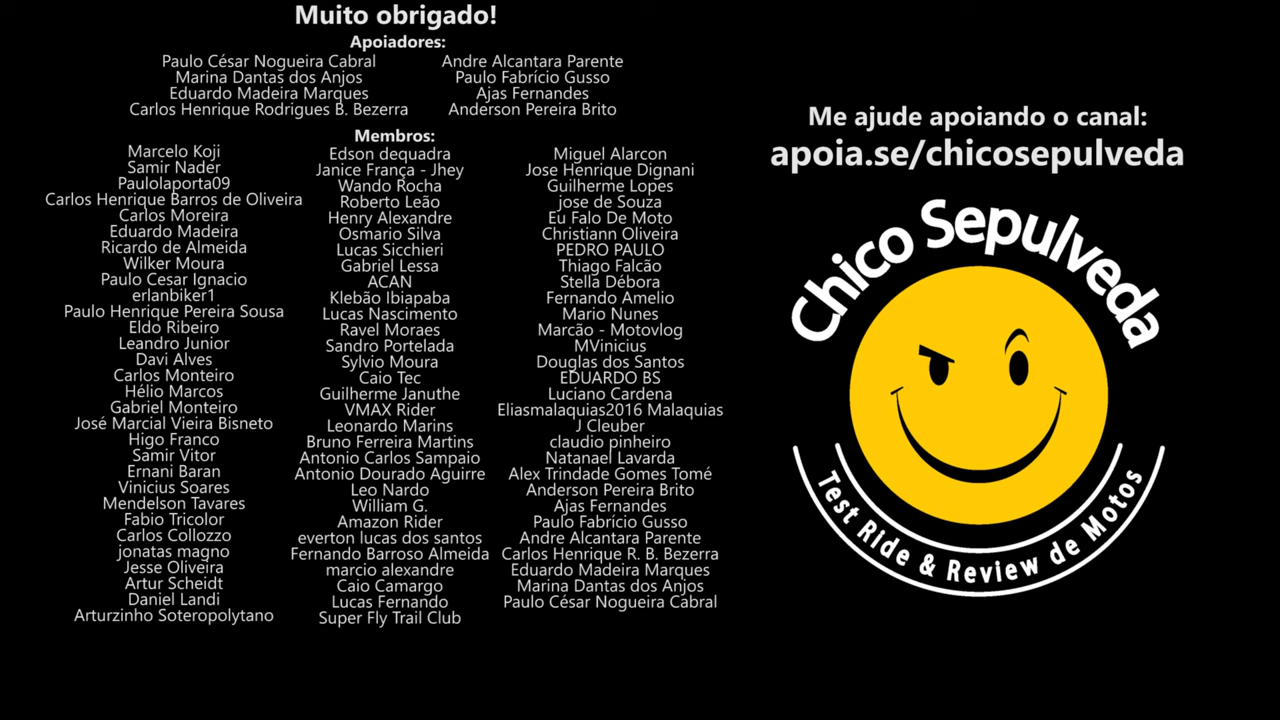 Muito obrigado!
Apoiadores:
Paulo César Nogueira Cabral
Marina Dantas dos Anjos
Eduardo Madeira Marques
Carlos Henrique Rodrigues B. Bezerra
Andre Alcantara Parente
Paulo Fabrício Gusso
Ajas Fernandes
Anderson Pereira Brito
Membros:
Marcelo Koji
Samir Nader
Paulolaporta09
Carlos Henrique Barros de Oliveira
Carlos Moreira
Eduardo Madeira
Ricardo de Almeida
Wilker Moura
Paulo Cesar Ignacio
erlanbiker1
Paulo Henrique Pereira Sousa
Eldo Ribeiro
Leandro Junior
Davi Alves
Carlos Monteiro
Hélio Marcos
Gabriel Monteiro
José Marcial Vieira Bisneto
Higo Franco
Samir Vitor
Ernani Baran
Vinicius Soares
Mendelson Tavares
Fabio Tricolor
Carlos Collozzo
jonatas magno
Jesse Oliveira
Artur Scheidt
Daniel Landi
Arturzinho Soteropolytano
Edson dequadra
Janice França - Jhey
Wando Rocha
Roberto Leão
Henry Alexandre
Osmario Silva
Lucas Sicchieri
Gabriel Lessa
ACAN
Klebão Ibiapaba
Lucas Nascimento
Ravel Moraes
Sandro Portelada
Sylvio Moura
Caio Tec
Guilherme Januthe
VMAX Rider
Leonardo Marins
Bruno Ferreira Martins
Antonio Carlos Sampaio
Antonio Dourado Aguirre
Leo Nardo
William G.
Amazon Rider
everton lucas dos santos
Fernando Barroso Almeida
marcio alexandre
Caio Camargo
Lucas Fernando
Super Fly Trail Club
Miguel Alarcon
Jose Henrique Dignani
Guilherme Lopes
jose de Souza
Eu Falo De Moto
Christiann Oliveira
PEDRO PAULO
Thiago Falcão
Stella Débora
Fernando Amelio
Mario Nunes
Marcão - Motovlog
MVinicius
Douglas dos Santos
EDUARDO BS
Luciano Cardena
Eliasmalaquias2016 Malaquias
J Cleuber
claudio pinheiro
Natanael Lavarda
Alex Trindade Gomes Tomé
Anderson Pereira Brito
Ajas Fernandes
Paulo Fabrício Gusso
Andre Alcantara Parente
Carlos Henrique R. B. Bezerra
Eduardo Madeira Marques
Marina Dantas dos Anjos
Paulo César Nogueira Cabral
Me ajude apoiando o canal:
apoia.se/chicosepulveda
Chico Sepulveda
Test Ride & Review de Motos